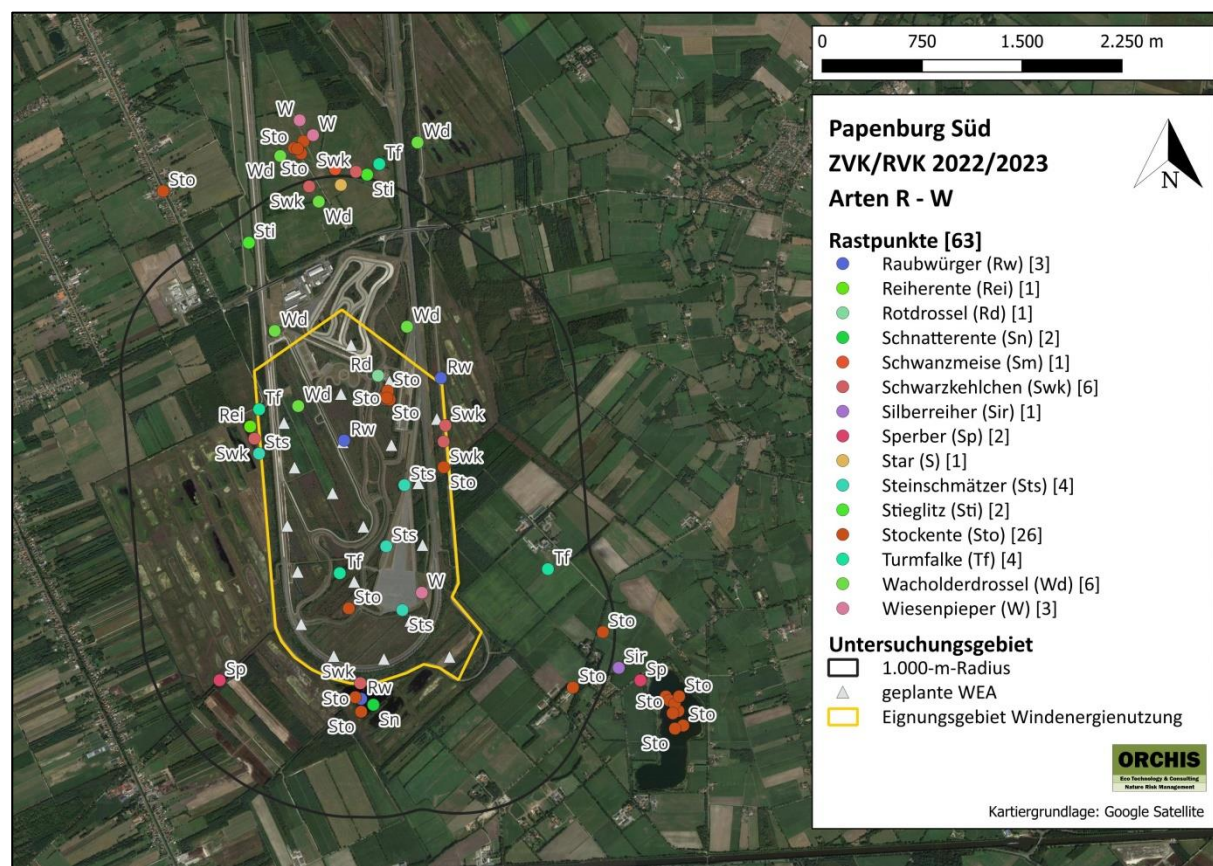 0 750 1.500 2.250 m
Papenburg Süd
ZVK/RVK 2022/2023
Arten R - W
N
Rastpunkte [63]
Raubwürger (Rw) [3]
Reiherente (Rei) [1]
Rotdrossel (Rd) [1]
Schnatterente (Sn) [2]
Schwanzmeise (Sm) [1]
Schwarzkehlchen (Swk) [6]
Silberreiher (Sir) [1]
Sperber (Sp) [2]
Star (S) [1]
Steinschmätzer (Sts) [4]
Stieglitz (Sti) [2]
Stockente (Sto) [26]
Turmfalke (Tf) [4]
Wacholderdrossel (Wd) [6]
Wiesenpieper (W) [3]
Untersuchungsgebiet
1.000-m-Radius
geplante WEA
Eignungsgebiet Windenergienutzung
ORCHIS
Eco Technology & Consulting
Nature Risk Management
Kartiergrundlage: Google Satellite
W
W
Sto
Wd
Wd
Sto
Swk
Tf
Sto
Sti
Swk
Wd
Sti
Wd
Wd
Rd
Sto
Rw
Tf
Wd
Sto
Rei
Swk
Sts
Rw
Swk
Swk
Sto
Sts
Sts
Tf
Tf
W
Sto
Sts
Sto
Sp
Swk
Sir
Sp
Rw
Sto
Sto
Sto
Sto
Sn
Sto
Sto
Sto